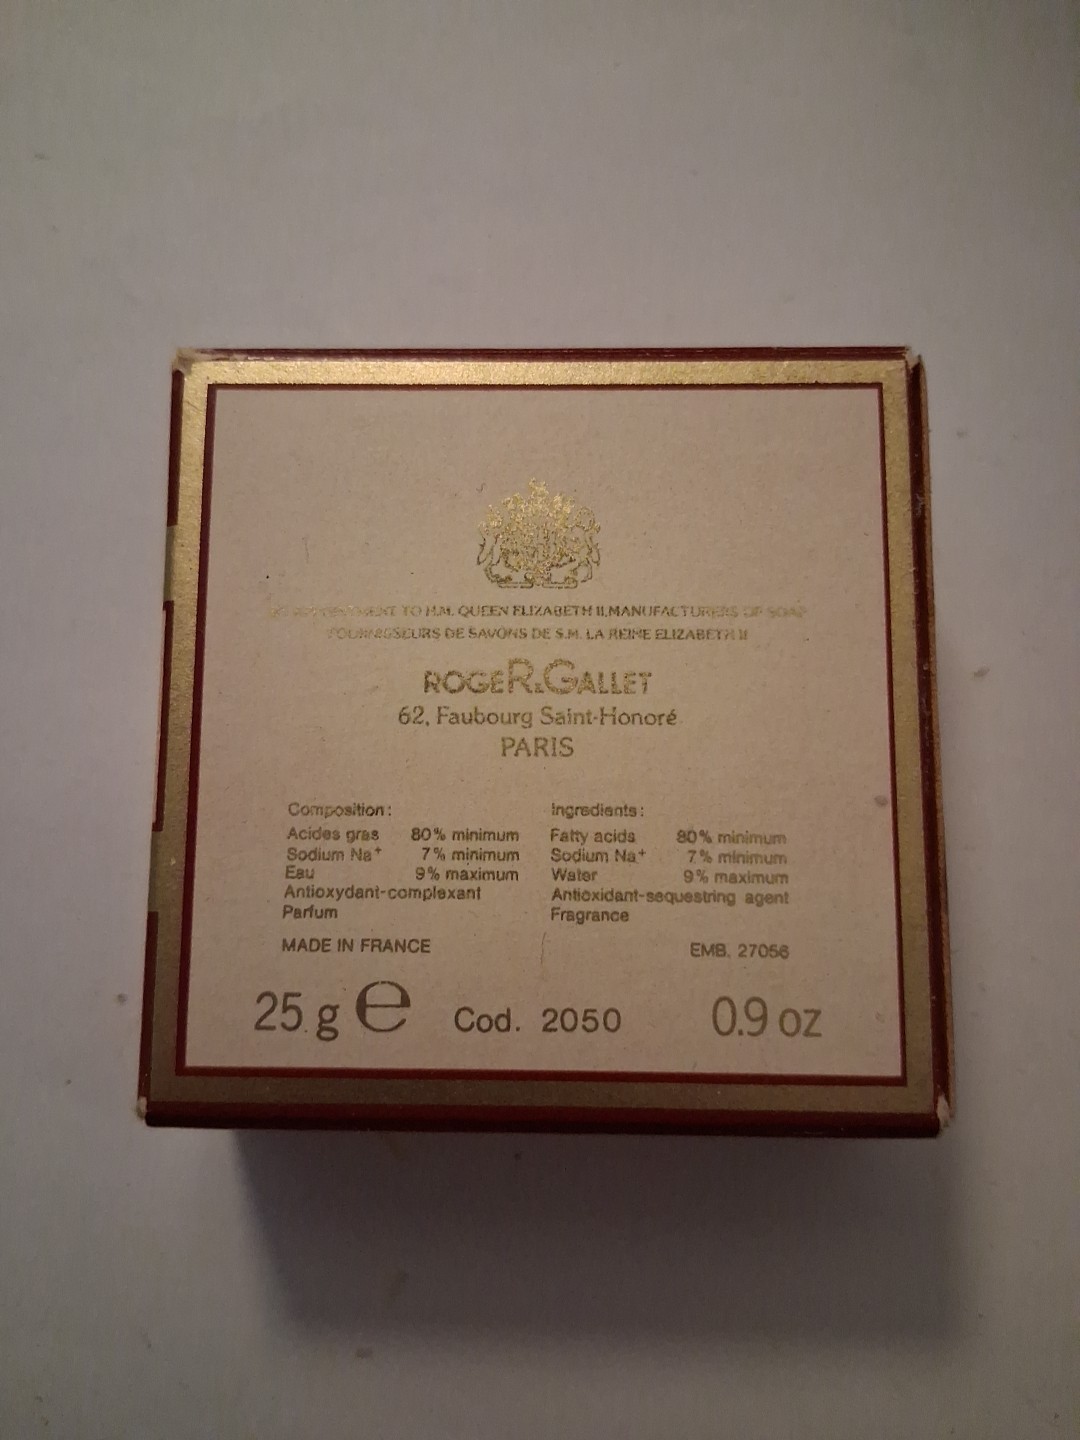 BY APPOINTMENT TO H.M. QUEEN ELIZABETH II, MANUFACTURERS OF SOAP
FOURNISSEURS DE SAVONS DE S.M. LA REINE ELIZABETH II
ROGER & GALLET
62, Faubourg Saint-Honoré
PARIS
Composition:
Acides gras 80% minimum
Sodium Na+ 7% minimum
Eau 9% maximum
Antioxydant-complexant
Parfum
MADE IN FRANCE
Ingredients:
Fatty acids 80% minimum
Sodium Na+ 7% minimum
Water 9% maximum
Antioxidant-sequestring agent
Fragrance
EMB. 27056
25 g e Cod. 2050 0.9 oz